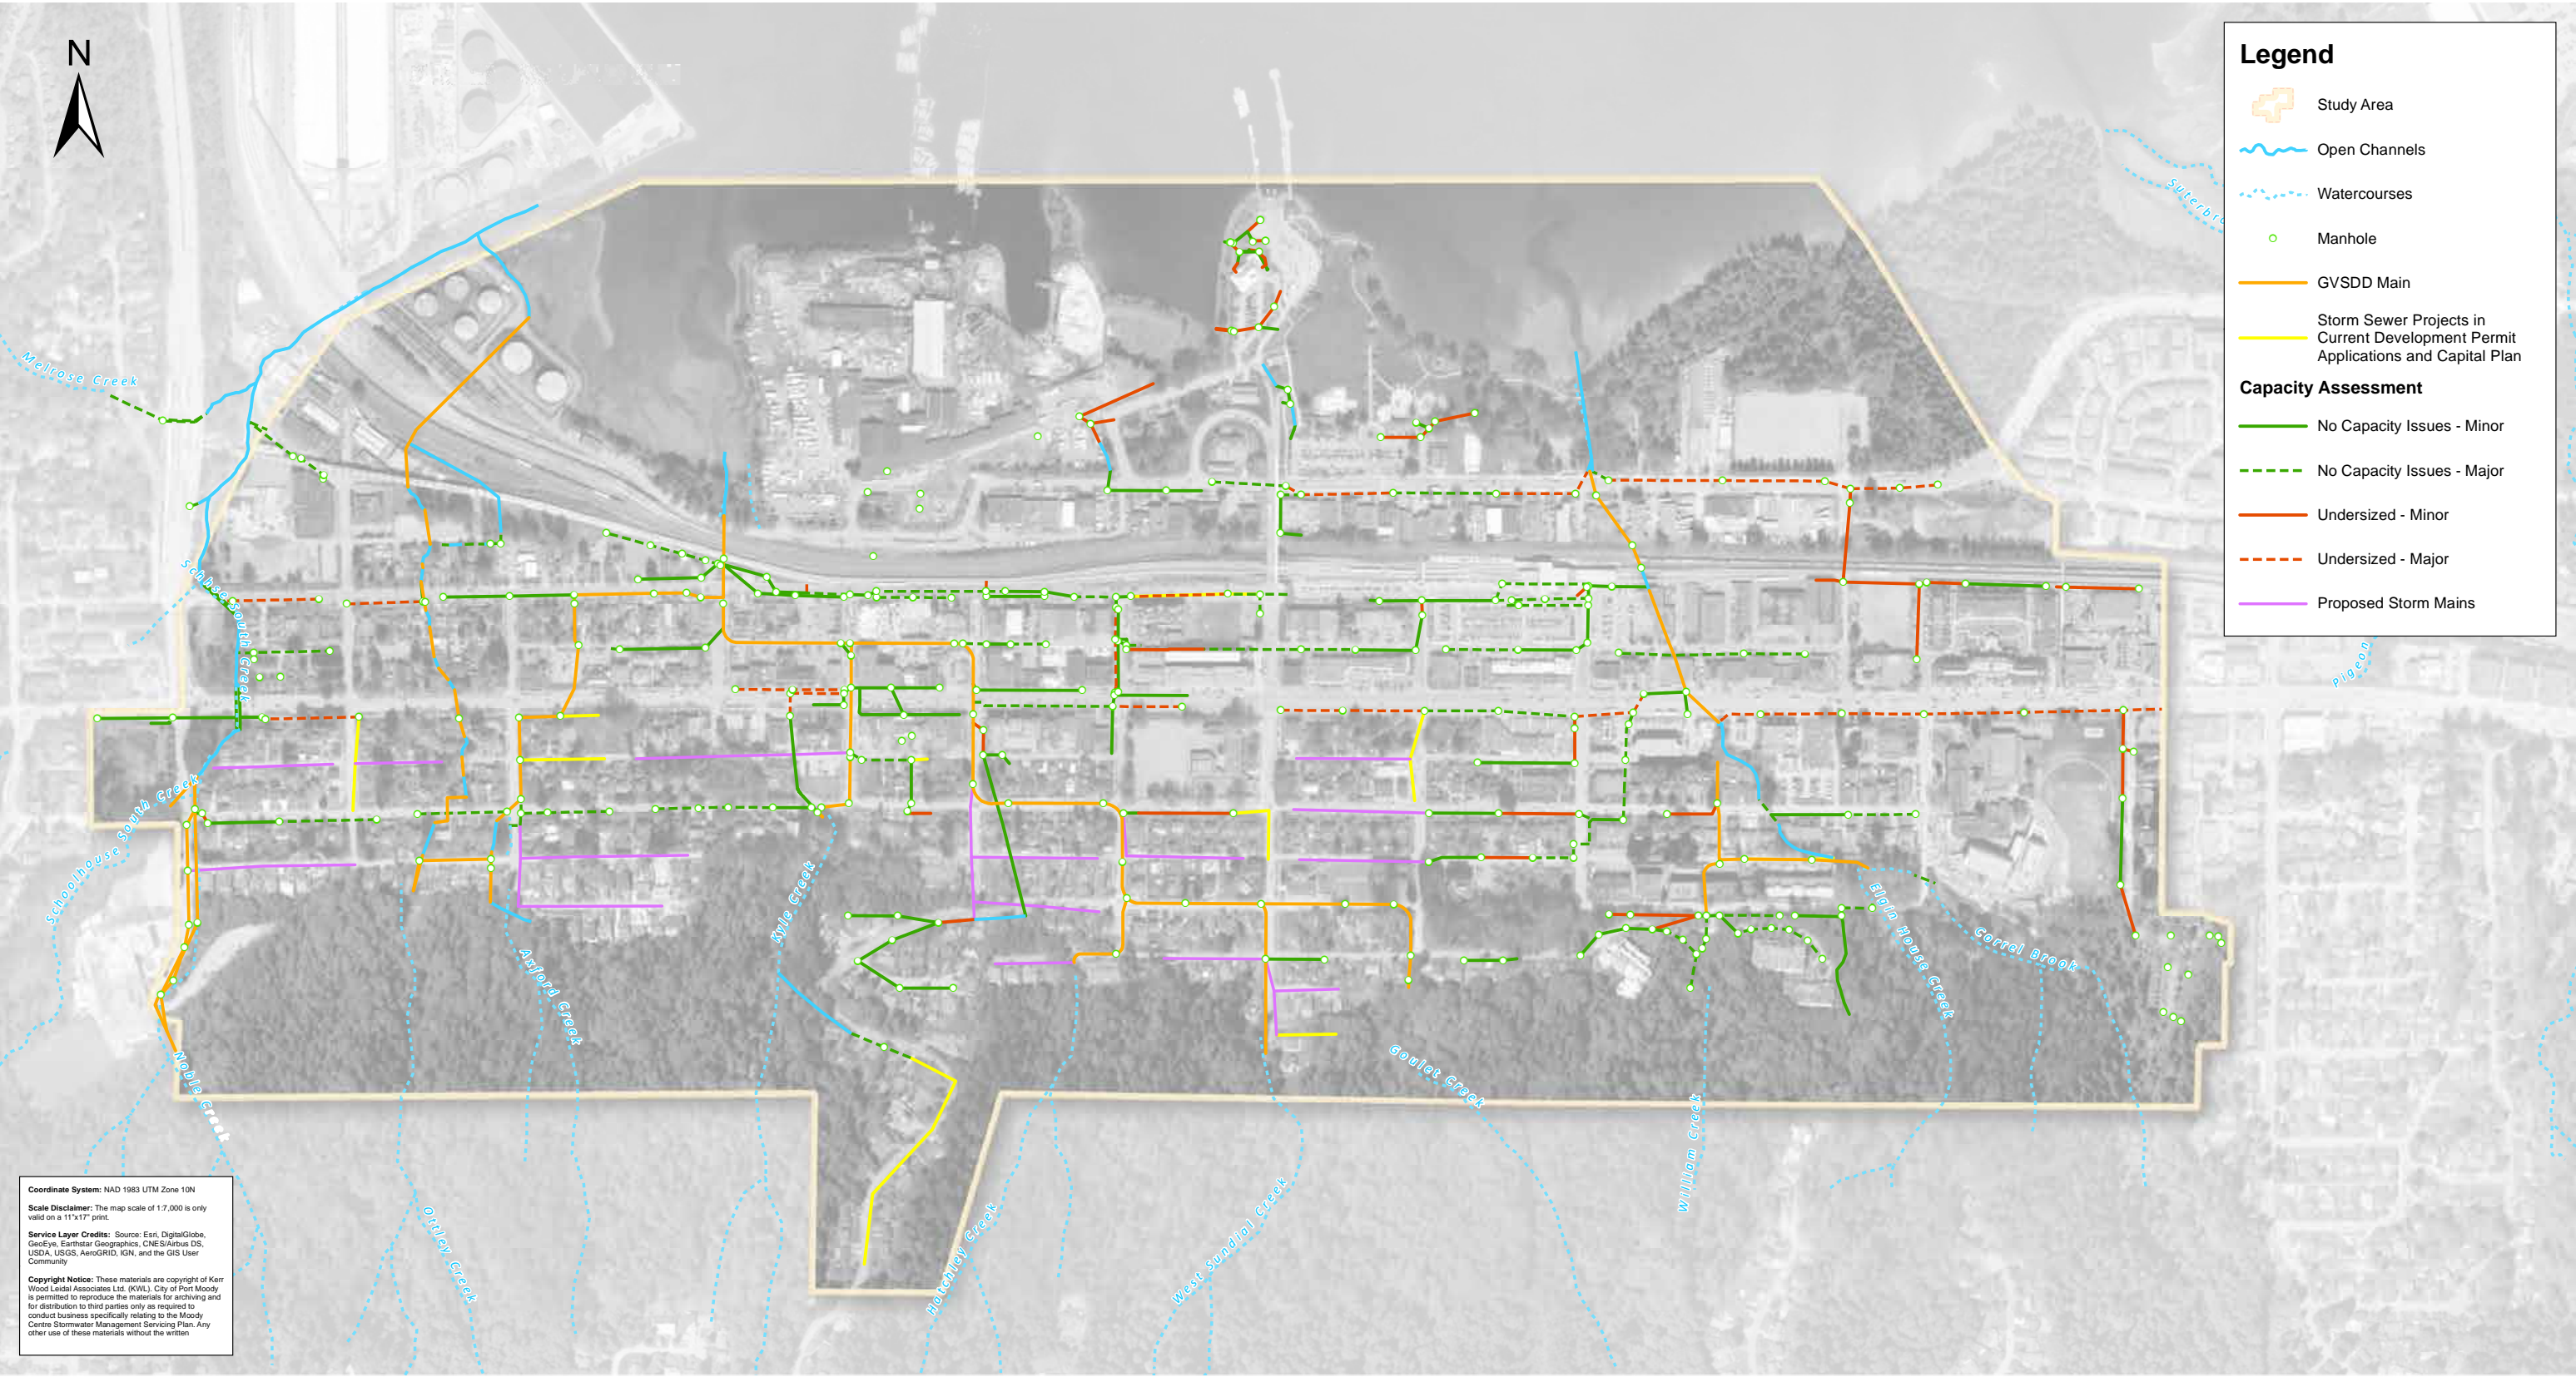 N
Legend
Study Area
Open Channels
Watercourses
Manhole
GVSDD Main
Storm Sewer Projects in
Current Development Permit
Applications and Capital Plan
Capacity Assessment
No Capacity Issues - Minor
No Capacity Issues - Major
Undersized - Minor
Undersized - Major
Proposed Storm Mains
Melrose Creek
Schoolhouse South Creek
Noble Creek
Axford Creek
Ottley Creek
Kyle Creek
Hatchley Creek
West Sundial Creek
Goulet Creek
William Creek
Elgin House Creek
Correl Brook
Pigeon
Coordinate System: NAD 1983 UTM Zone 10N
Scale Disclaimer: The map scale of 1:7,000 is only
valid on a 11"x17" print.
Service Layer Credits: Source: Esri, DigitalGlobe,
GeoEye, Earthstar Geographics, CNES/Airbus DS,
USDA, USGS, AeroGRID, IGN, and the GIS User
Community
Copyright Notice: These materials are copyright of Kerr
Wood Leidal Associates Ltd. (KWL). City of Port Moody
is permitted to reproduce the materials for archiving and
for distribution to third parties only as required to
conduct business specifically relating to the Moody
Centre Stormwater Management Servicing Plan. Any
other use of these materials without the written